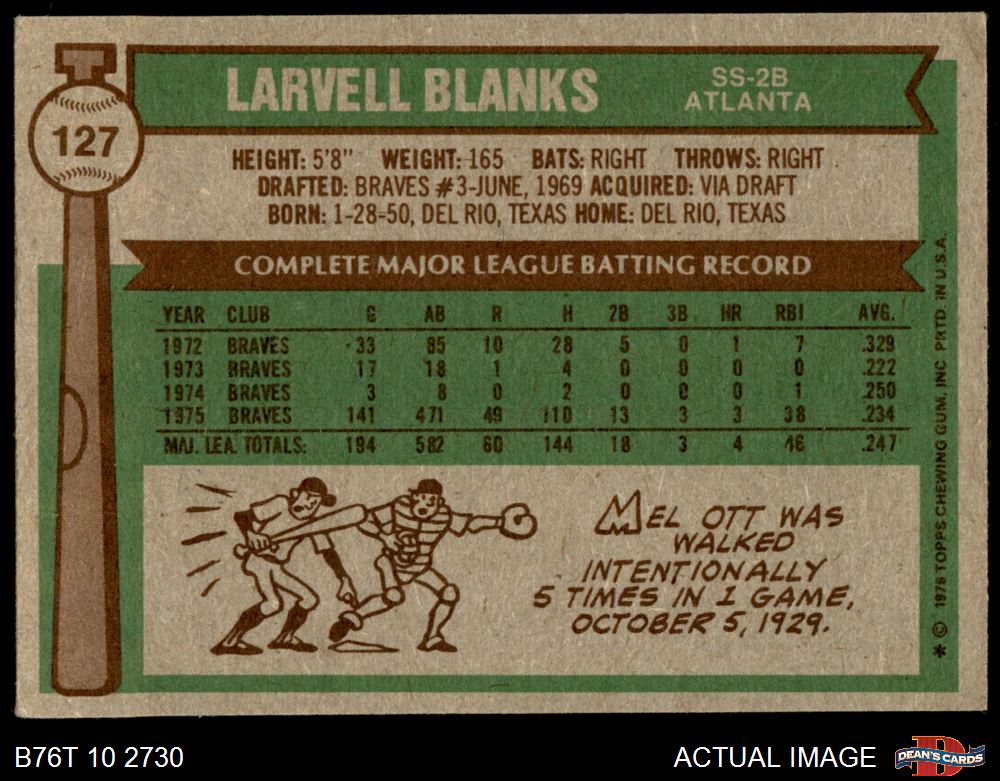 127
LARVELL BLANKS
SS-2B
ATLANTA
HEIGHT: 5'8" WEIGHT: 165 BATS: RIGHT THROWS: RIGHT
DRAFTED: BRAVES #3-JUNE, 1969 ACQUIRED: VIA DRAFT
BORN: 1-28-50, DEL RIO, TEXAS HOME: DEL RIO, TEXAS
COMPLETE MAJOR LEAGUE BATTING RECORD
YEAR CLUB G AB R H 2B 3B HR RBI AVG.
1972 BRAVES 33 85 10 28 5 0 1 7 .329
1973 BRAVES 17 18 1 4 0 0 0 0 .222
1974 BRAVES 3 8 0 2 0 0 0 1 .250
1975 BRAVES 141 471 49 110 13 3 3 38 .234
MAJ. LEA. TOTALS: 194 582 60 144 18 3 4 46 .247
MEL OTT WAS
WALKED
INTENTIONALLY
5 TIMES IN 1 GAME,
OCTOBER 5, 1929.
* © 1976 TOPPS CHEWING GUM, INC. PRTD. IN U.S.A.
B76T 10 2730
ACTUAL IMAGE
D
DEAN'S CARDS